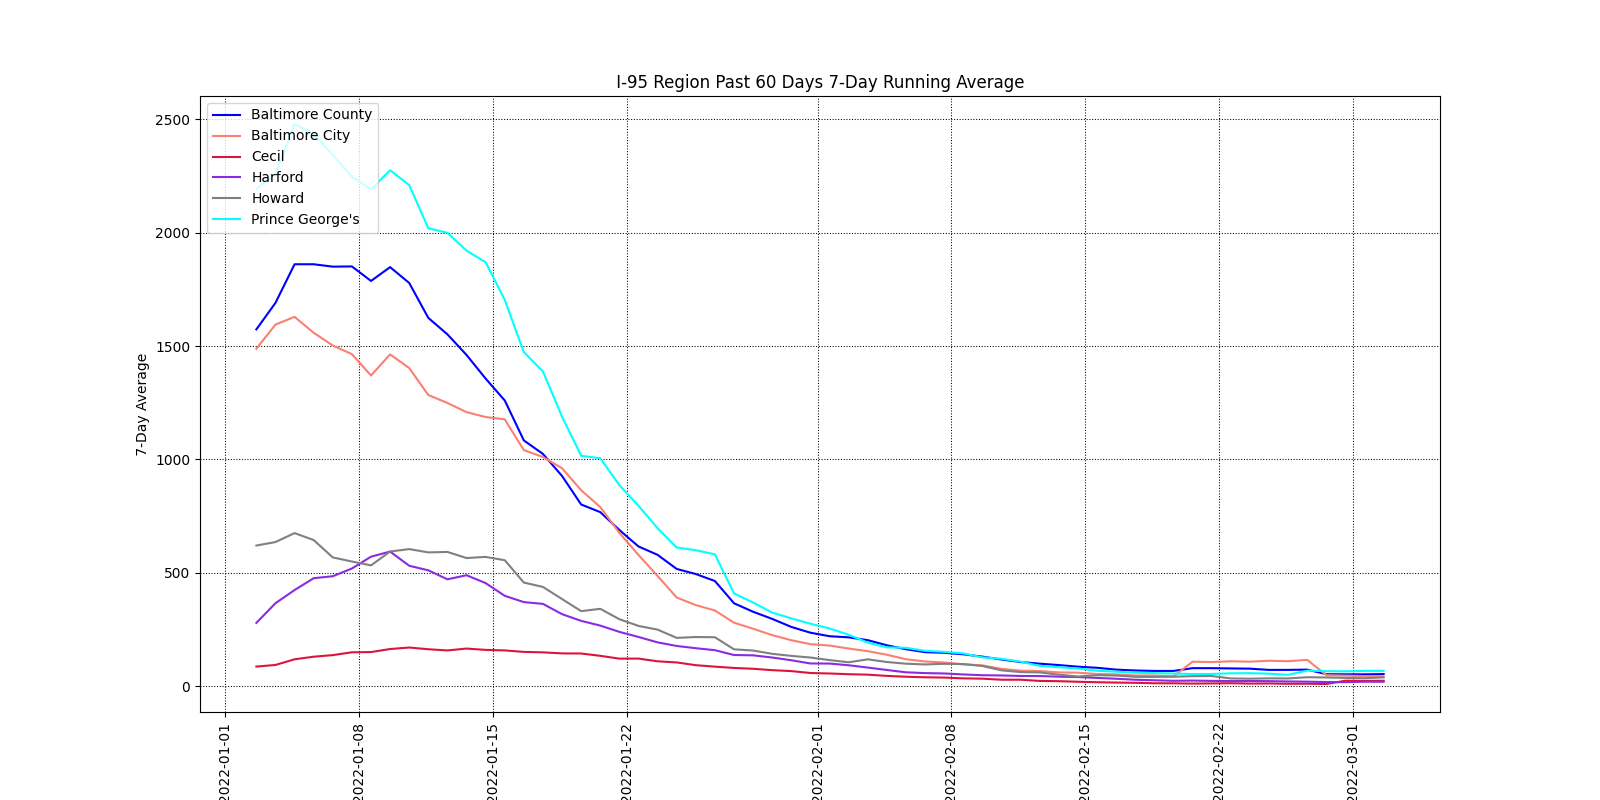 I-95 Region Past 60 Days 7-Day Running Average
Baltimore County
Baltimore City
Cecil
Harford
Howard
Prince George's
7-Day Average
2500
2000
1500
1000
500
0
2022-01-01
2022-01-08
2022-01-15
2022-01-22
2022-02-01
2022-02-08
2022-02-15
2022-02-22
2022-03-01